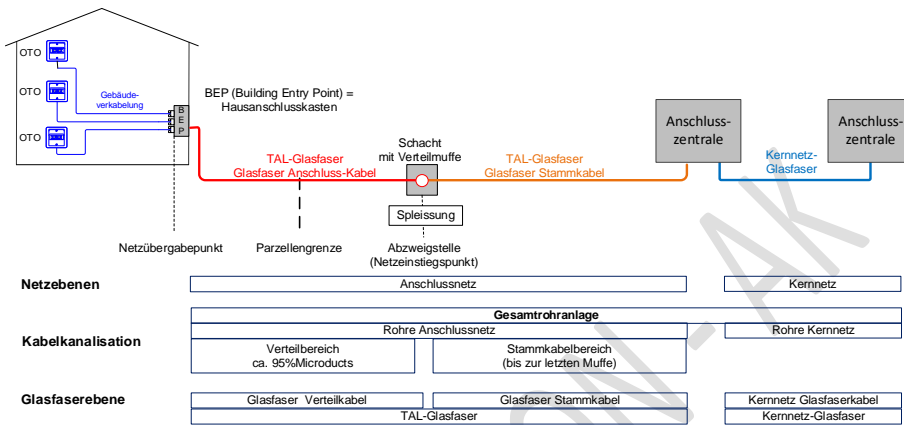 OTO
OTO
OTO
Gebäude-
verkabelung
B
E
P
BEP (Building Entry Point) =
Hausanschlusskasten
TAL-Glasfaser
Glasfaser Anschluss-Kabel
Schacht
mit Verteilmuffe
TAL-Glasfaser
Glasfaser Stammkabel
Anschluss-
zentrale
Kernnetz-
Glasfaser
Anschluss-
zentrale
Spleissung
Netzübergabepunkt
Parzellengrenze
Abzweigstelle
(Netzeinstiegspunkt)
Netzebenen
Anschlussnetz
Kernnetz
Kabelkanalisation
Gesamtrohranlage
Rohre Anschlussnetz
Rohre Kernnetz
Verteilbereich
ca. 95%Microducts
Stammkabelbereich
(bis zur letzten Muffe)
Glasfaserebene
Glasfaser Verteilkabel
Glasfaser Stammkabel
Kernnetz Glasfaserkabel
TAL-Glasfaser
Kernnetz-Glasfaser
ON - AK